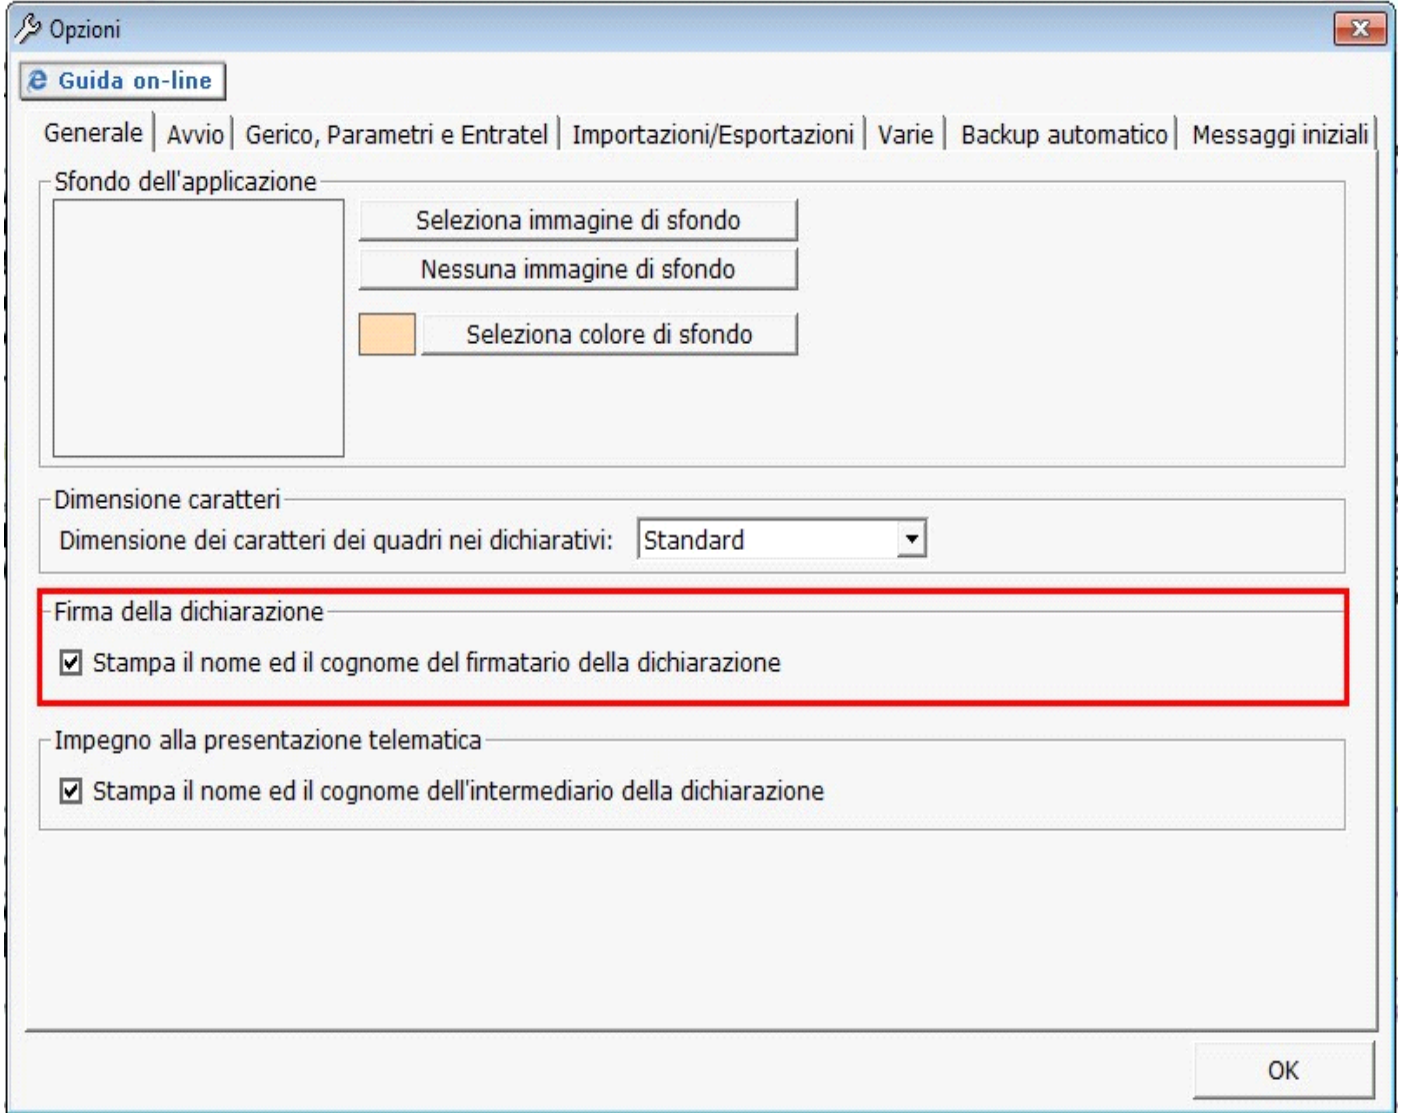 Opzioni
Guida on-line
Generale Avvio Gerico, Parametri e Entratel Importazioni/Esportazioni Varie Backup automatico Messaggi iniziali
Sfondo dell'applicazione
Seleziona immagine di sfondo
Nessuna immagine di sfondo
Seleziona colore di sfondo
Dimensione caratteri
Dimensione dei caratteri dei quadri nei dichiarativi: Standard
Firma della dichiarazione
Stampa il nome ed il cognome del firmatario della dichiarazione
Impegno alla presentazione telematica
Stampa il nome ed il cognome dell'intermediario della dichiarazione
OK